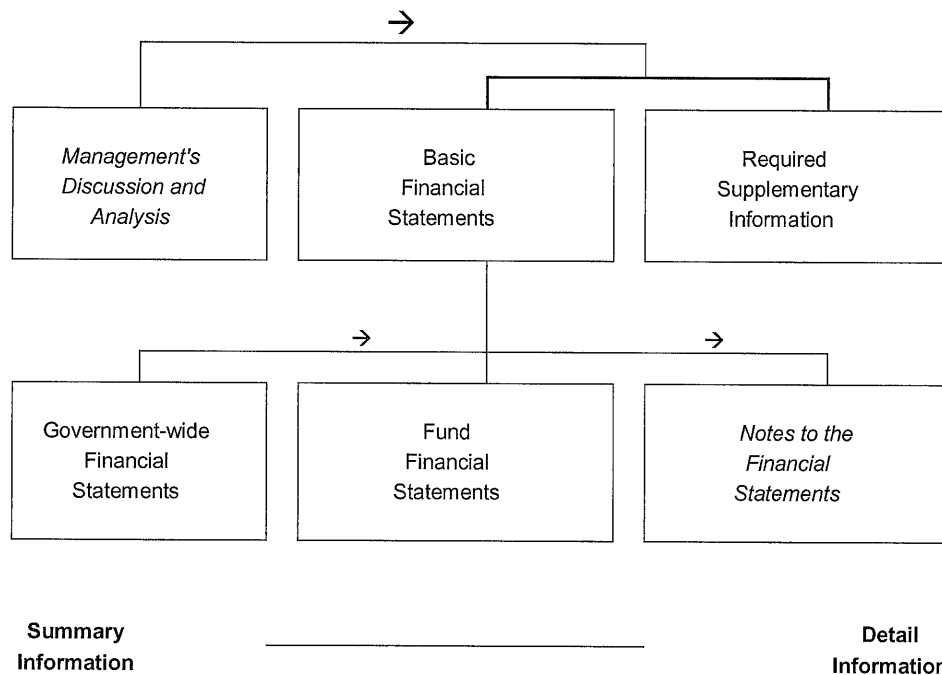 Management's
Discussion and
Analysis
Basic
Financial
Statements
Required
Supplementary
Information
Government-wide
Financial
Statements
Fund
Financial
Statements
Notes to the
Financial
Statements
Summary
Information
Detail
Information